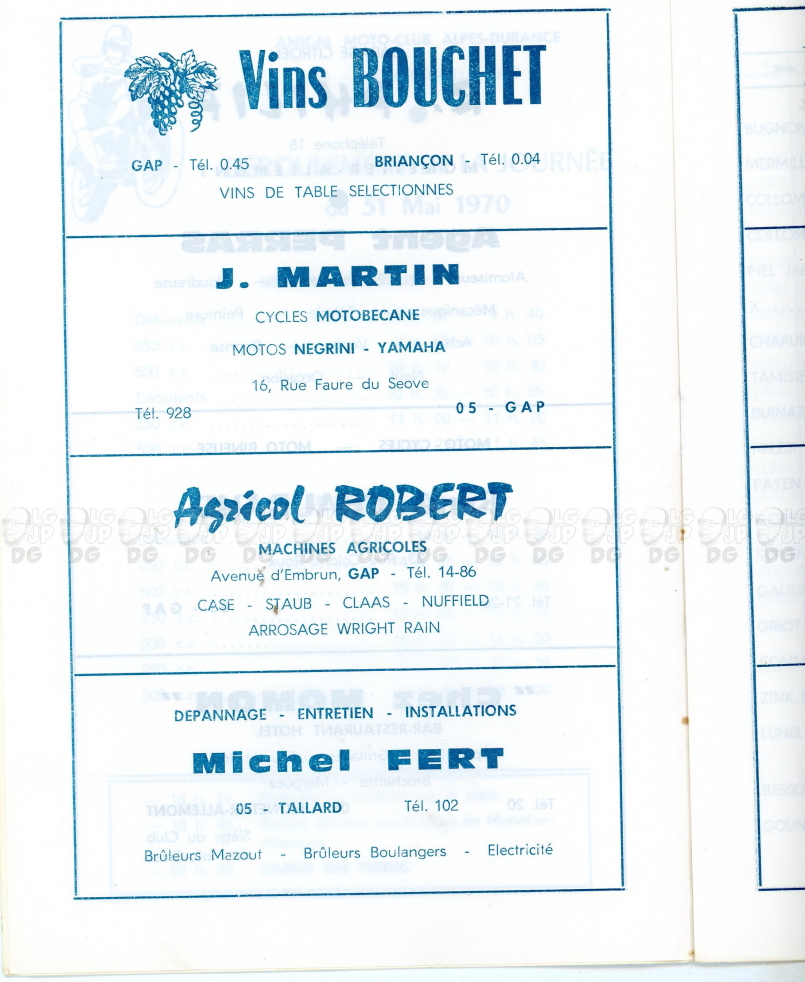 Vins BOUCHET
GAP - Tél. 0.45 BRIANÇON - Tél. 0.04
VINS DE TABLE SELECTIONNES
J. MARTIN
CYCLES MOTOBECANE
MOTOS NEGRINI - YAMAHA
16, Rue Faure du Seove
Tél. 928 05 - GAP
Agricol ROBERT
MACHINES AGRICOLES
Avenue d'Embrun, GAP - Tél. 14-86
CASE - STAUB - CLAAS - NUFFIELD
ARROSAGE WRIGHT RAIN
DEPANNAGE - ENTRETIEN - INSTALLATIONS
Michel FERT
05 - TALLARD Tél. 102
Brûleurs Mazout - Brûleurs Boulangers - Electricité